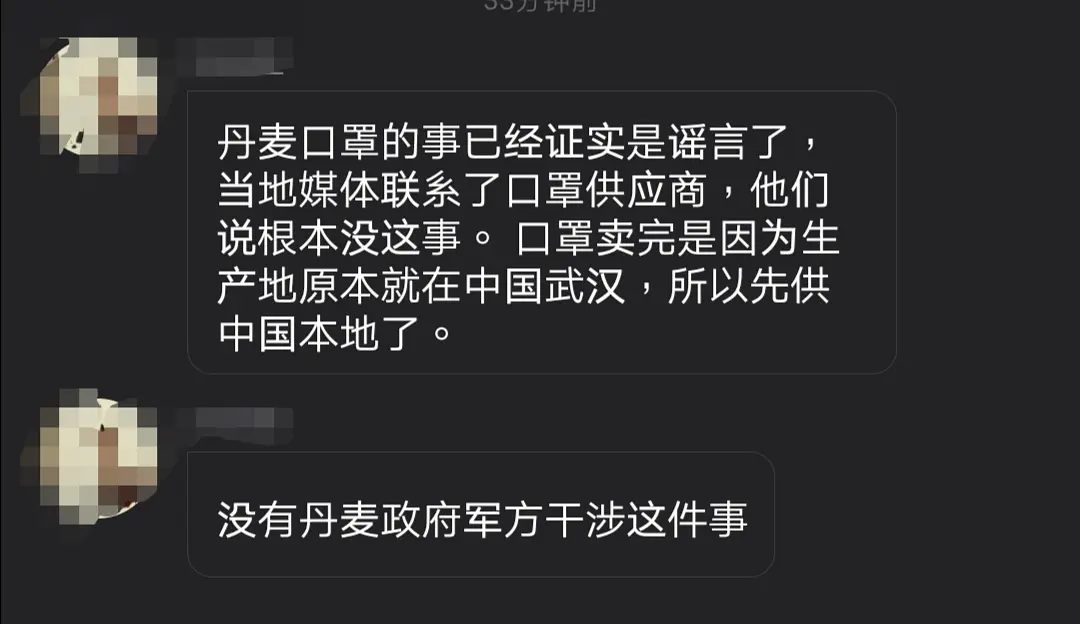 33分钟前
丹麦口罩的事已经证实是谣言了，
当地媒体联系了口罩供应商，他们
说根本没这事。 口罩卖完是因为生
产地原本就在中国武汉，所以先供
中国本地了。
没有丹麦政府军方干涉这件事